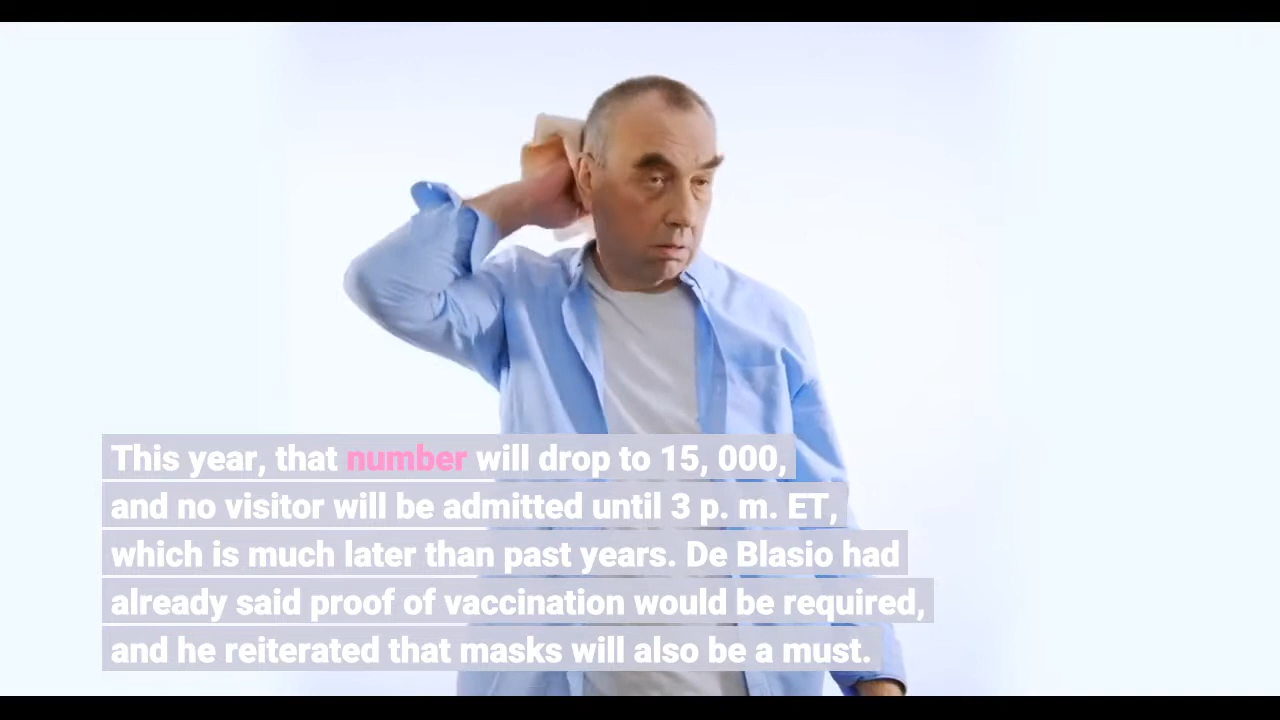 This year, that number will drop to 15, 000,
and no visitor will be admitted until 3 p. m. ET,
which is much later than past years. De Blasio had
already said proof of vaccination would be required,
and he reiterated that masks will also be a must.